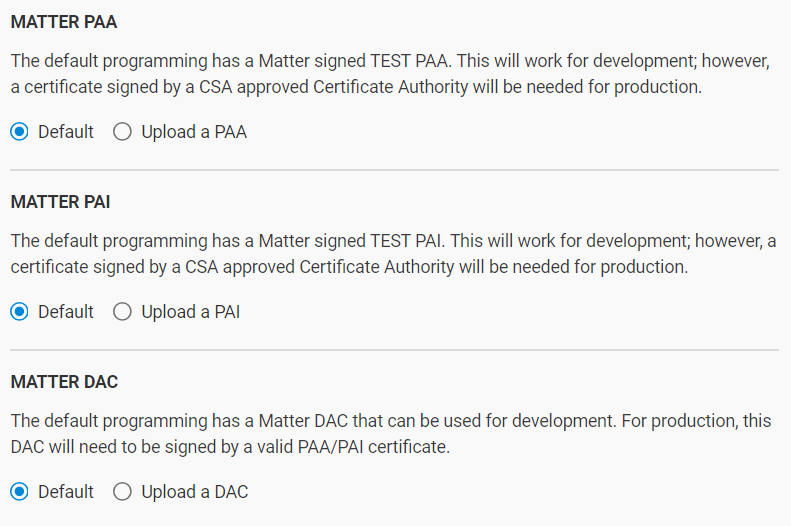 MATTER PAA
The default programming has a Matter signed TEST PAA. This will work for development; however,
a certificate signed by a CSA approved Certificate Authority will be needed for production.
Default Upload a PAA
MATTER PAI
The default programming has a Matter signed TEST PAI. This will work for development; however, a
certificate signed by a CSA approved Certificate Authority will be needed for production.
Default Upload a PAI
MATTER DAC
The default programming has a Matter DAC that can be used for development. For production, this
DAC will need to be signed by a valid PAA/PAI certificate.
Default Upload a DAC